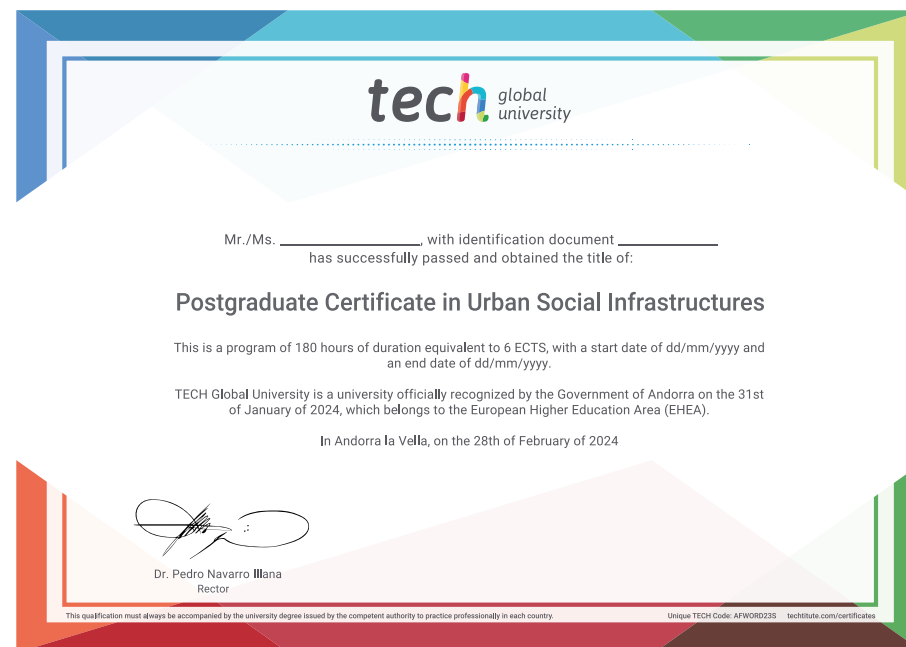 tech global
university
Mr./Ms. ____________, with identification document ____________
has successfully passed and obtained the title of:
Postgraduate Certificate in Urban Social Infrastructures
This is a program of 180 hours of duration equivalent to 6 ECTS, with a start date of dd/mm/yyyy and
an end date of dd/mm/yyyy.
TECH Global University is a university officially recognized by the Government of Andorra on the 31st
of January of 2024, which belongs to the European Higher Education Area (EHEA).
In Andorra la Vella, on the 28th of February of 2024
Dr. Pedro Navarro Illana
Rector
This qualification must always be accompanied by the university degree issued by the competent authority to practice professionally in each country.
Unique TECH Code: AFWORD23S techtitute.com/certificates